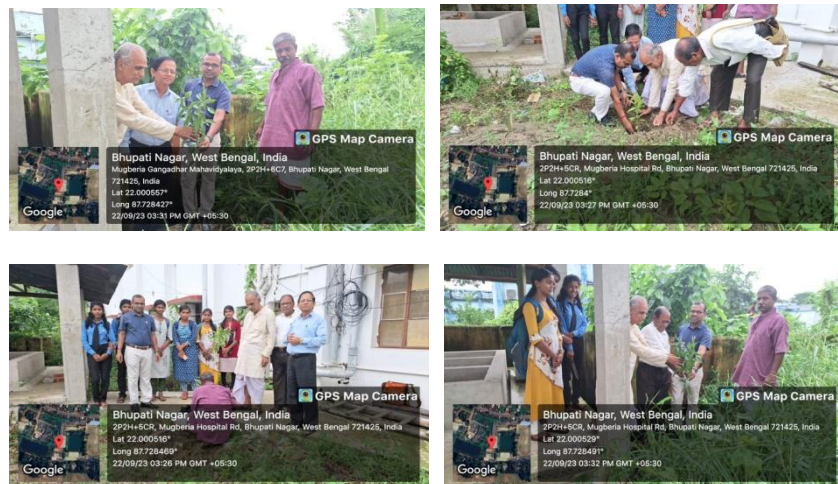 GPS Map Camera
Bhupati Nagar, West Bengal, India
Mugberia Gangadhar Mahavidyalaya, 2P2H+6C7, Bhupati Nagar, West Bengal
721425, India
Lat 22.000557°
Long 87.728427°
22/09/23 03:31 PM GMT +05:30
Google
GPS Map Camera
Bhupati Nagar, West Bengal, India
2P2H+5CR, Mugberia Hospital Rd, Bhupati Nagar, West Bengal 721425, India
Lat 22.000516°
Long 87.7284°
22/09/23 03:27 PM GMT +05:30
Google
GPS Map Camera
Bhupati Nagar, West Bengal, India
2P2H+5CR, Mugberia Hospital Rd, Bhupati Nagar, West Bengal 721425, India
Lat 22.000516°
Long 87.728469°
22/09/23 03:26 PM GMT +05:30
Google
GPS Map Camera
Bhupati Nagar, West Bengal, India
2P2H+5CR, Mugberia Hospital Rd, Bhupati Nagar, West Bengal 721425, India
Lat 22.000529°
Long 87.728491°
22/09/23 03:32 PM GMT +05:30
Google